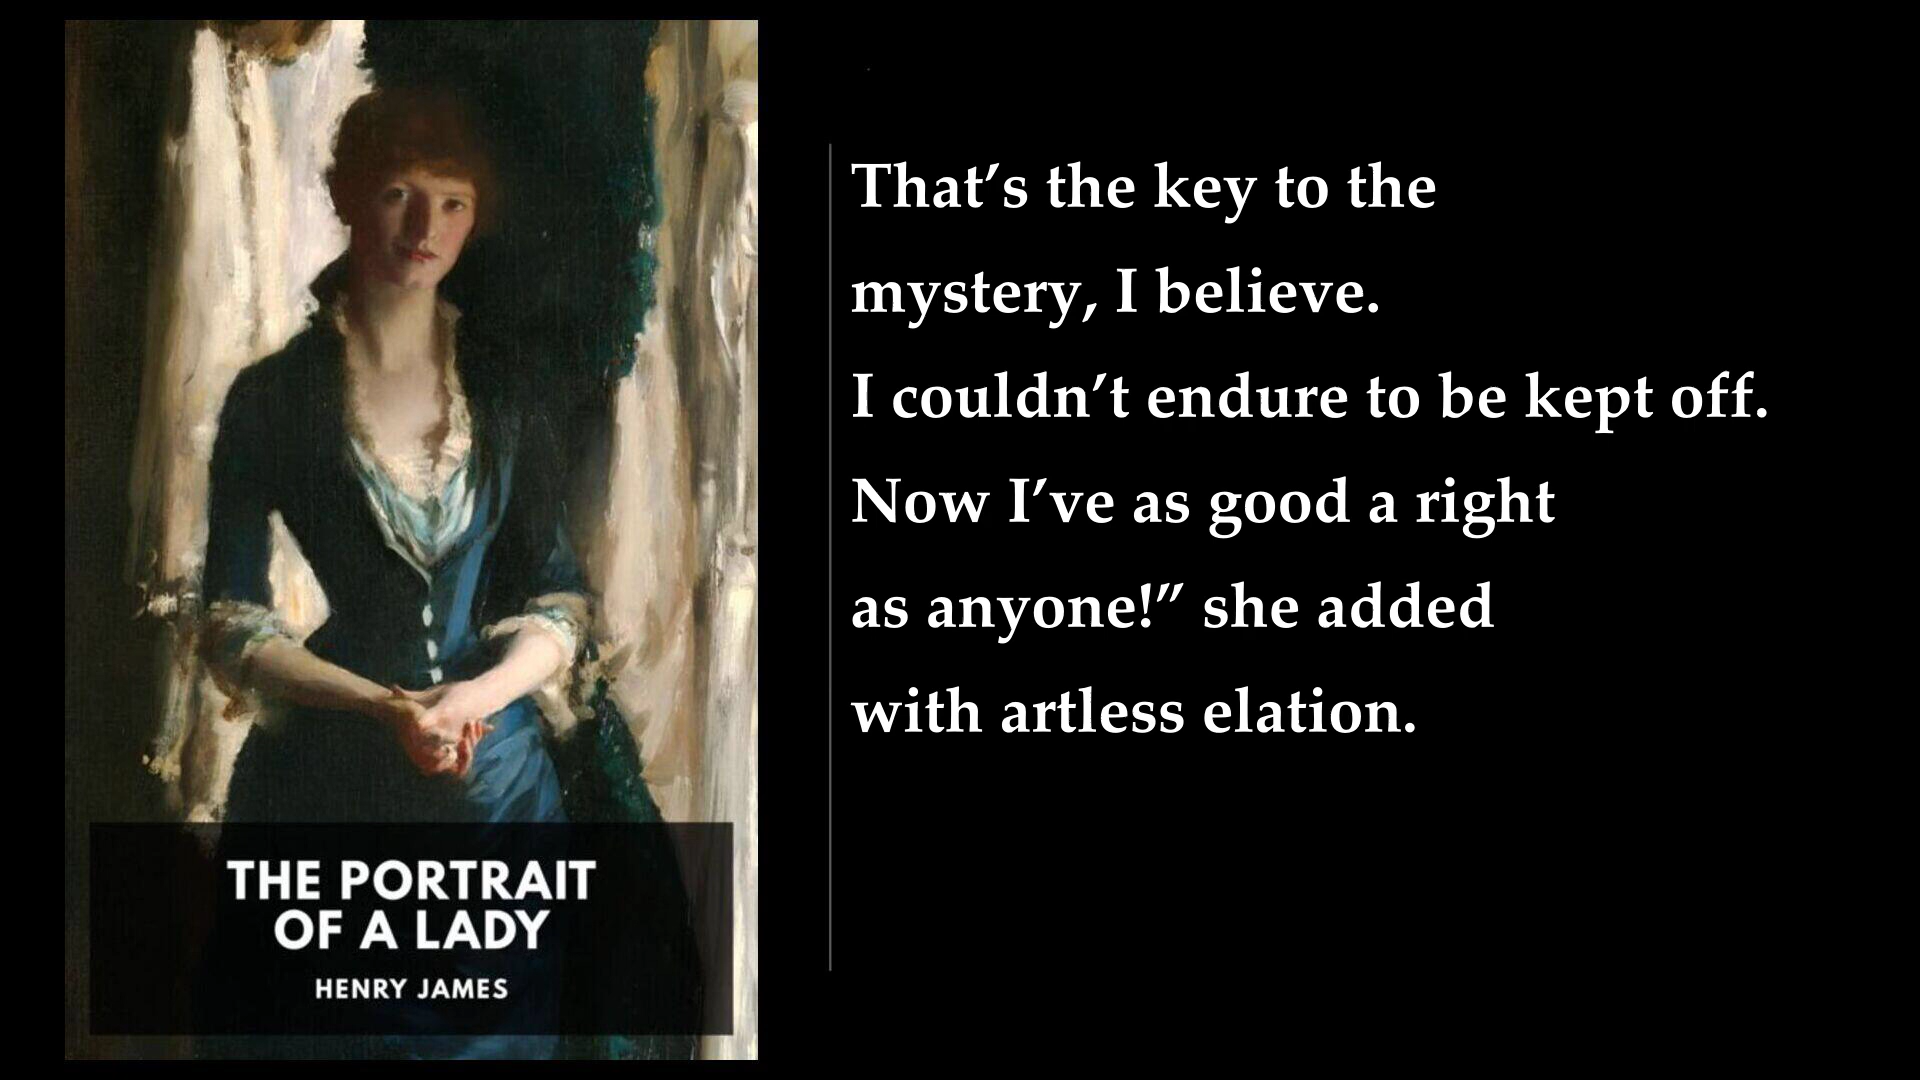 THE PORTRAIT
OF A LADY
HENRY JAMES
That’s the key to the
mystery, I believe.
I couldn’t endure to be kept off.
Now I’ve as good a right
as anyone!” she added
with artless elation.